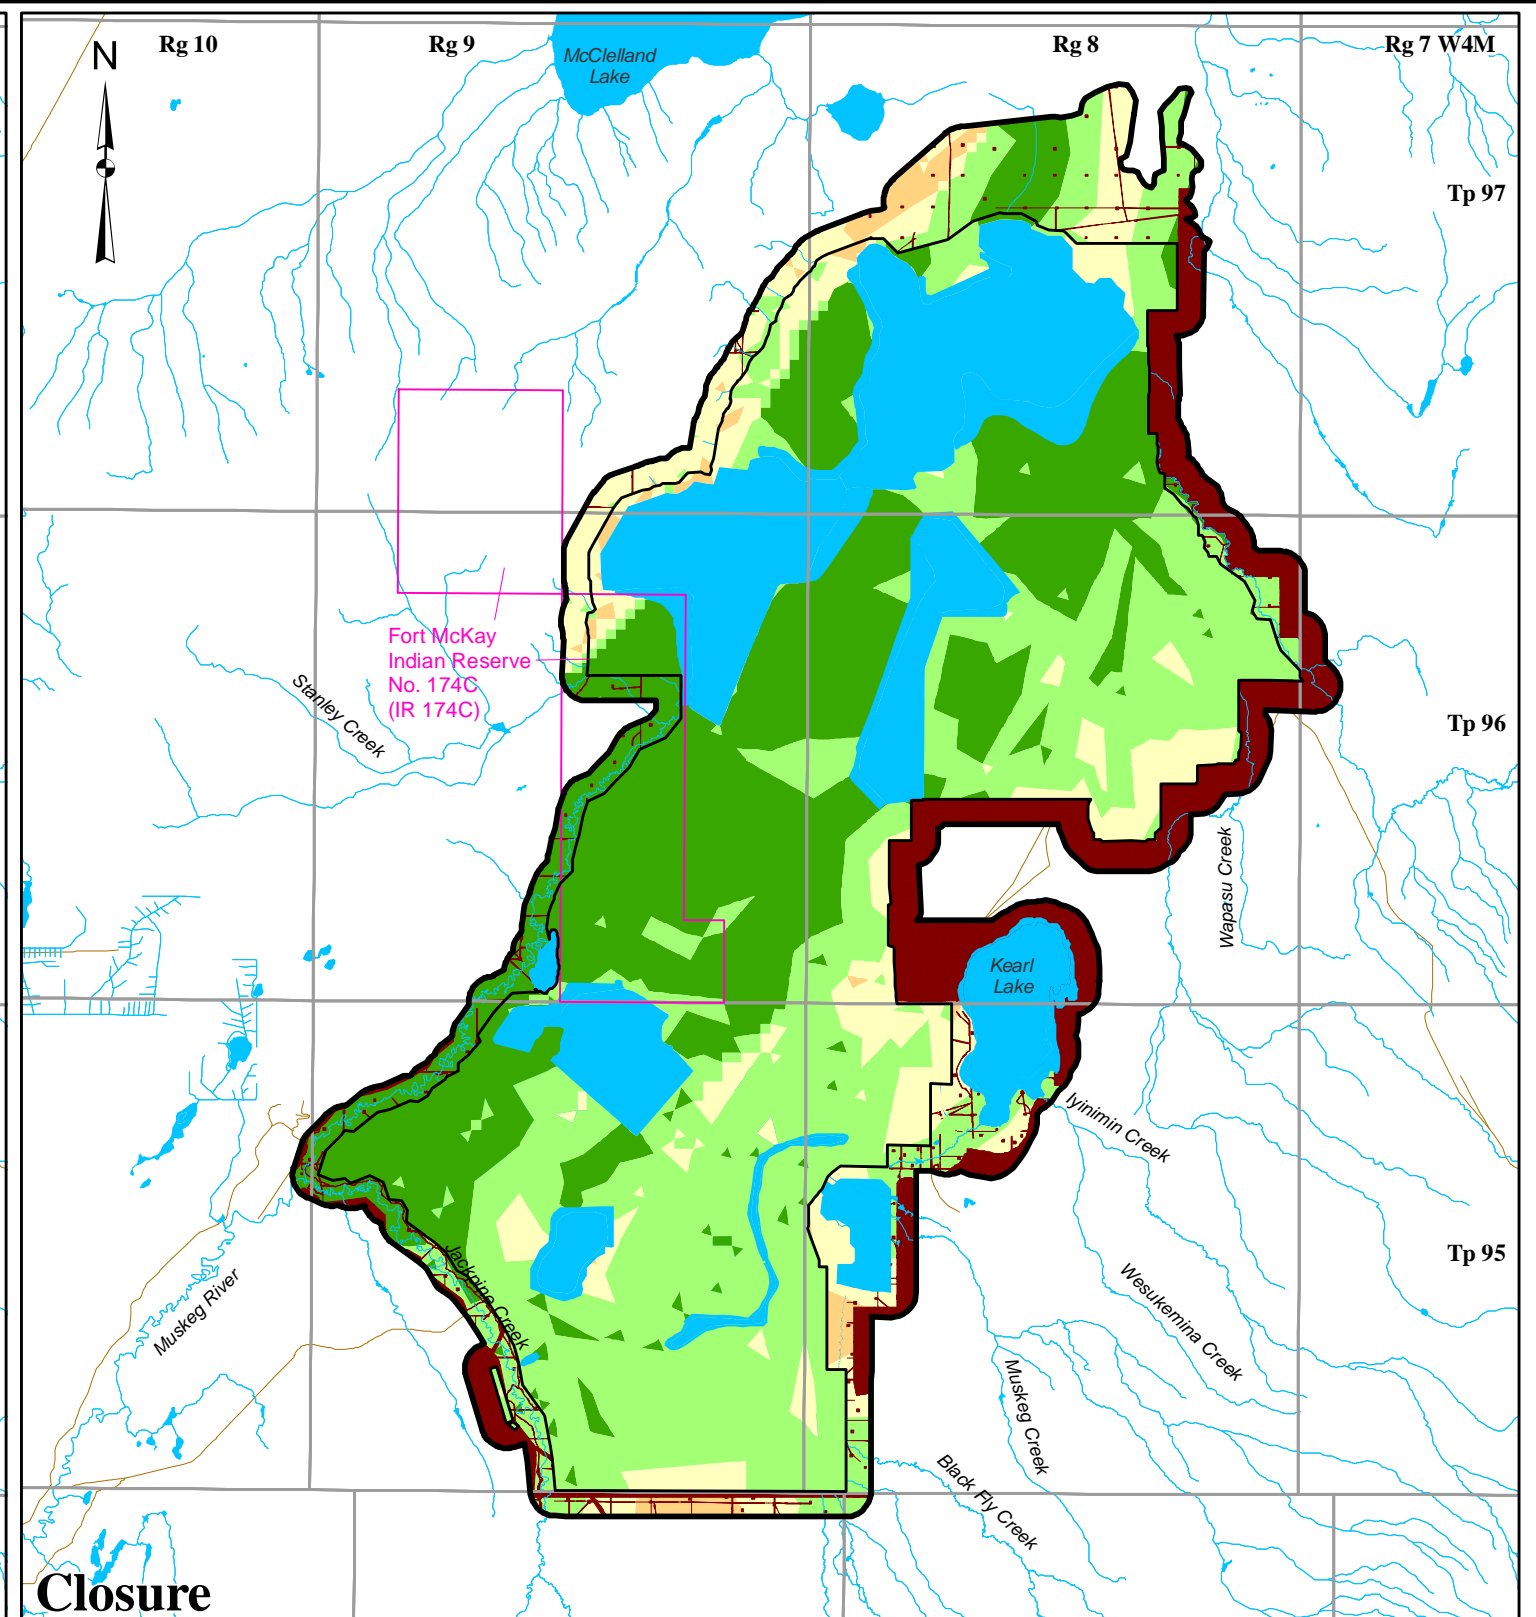 Rg 10
Rg 9
Rg 8
Rg 7 W4M
N
McClelland
Lake
Tp 97
Fort McKay
Indian Reserve
No. 174C
(IR 174C)
Stanley Creek
Tp 96
Wapasu Creek
Kearl
Lake
Iyinimin Creek
Jackpine Creek
Muskeg River
Wesukemina Creek
Tp 95
Muskeg Creek
Black Fly Creek
Closure